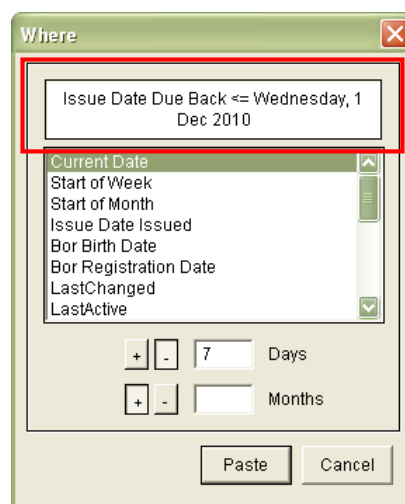 Where
Issue Date Due Back <= Wednesday, 1
Dec 2010
Current Date
Start of Week
Start of Month
Issue Date Issued
Bor Birth Date
Bor Registration Date
LastChanged
LastActive
+ - 7 Days
+ - Months
Paste Cancel